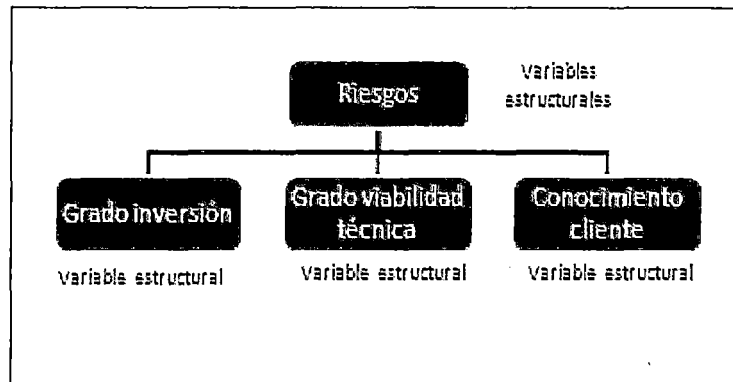 Riesgos
Variables
estructurales
Grado inversión
Grado viabilidad
técnica
Conocimiento
cliente
Variable estructural
Variable estructural
Variable estructural